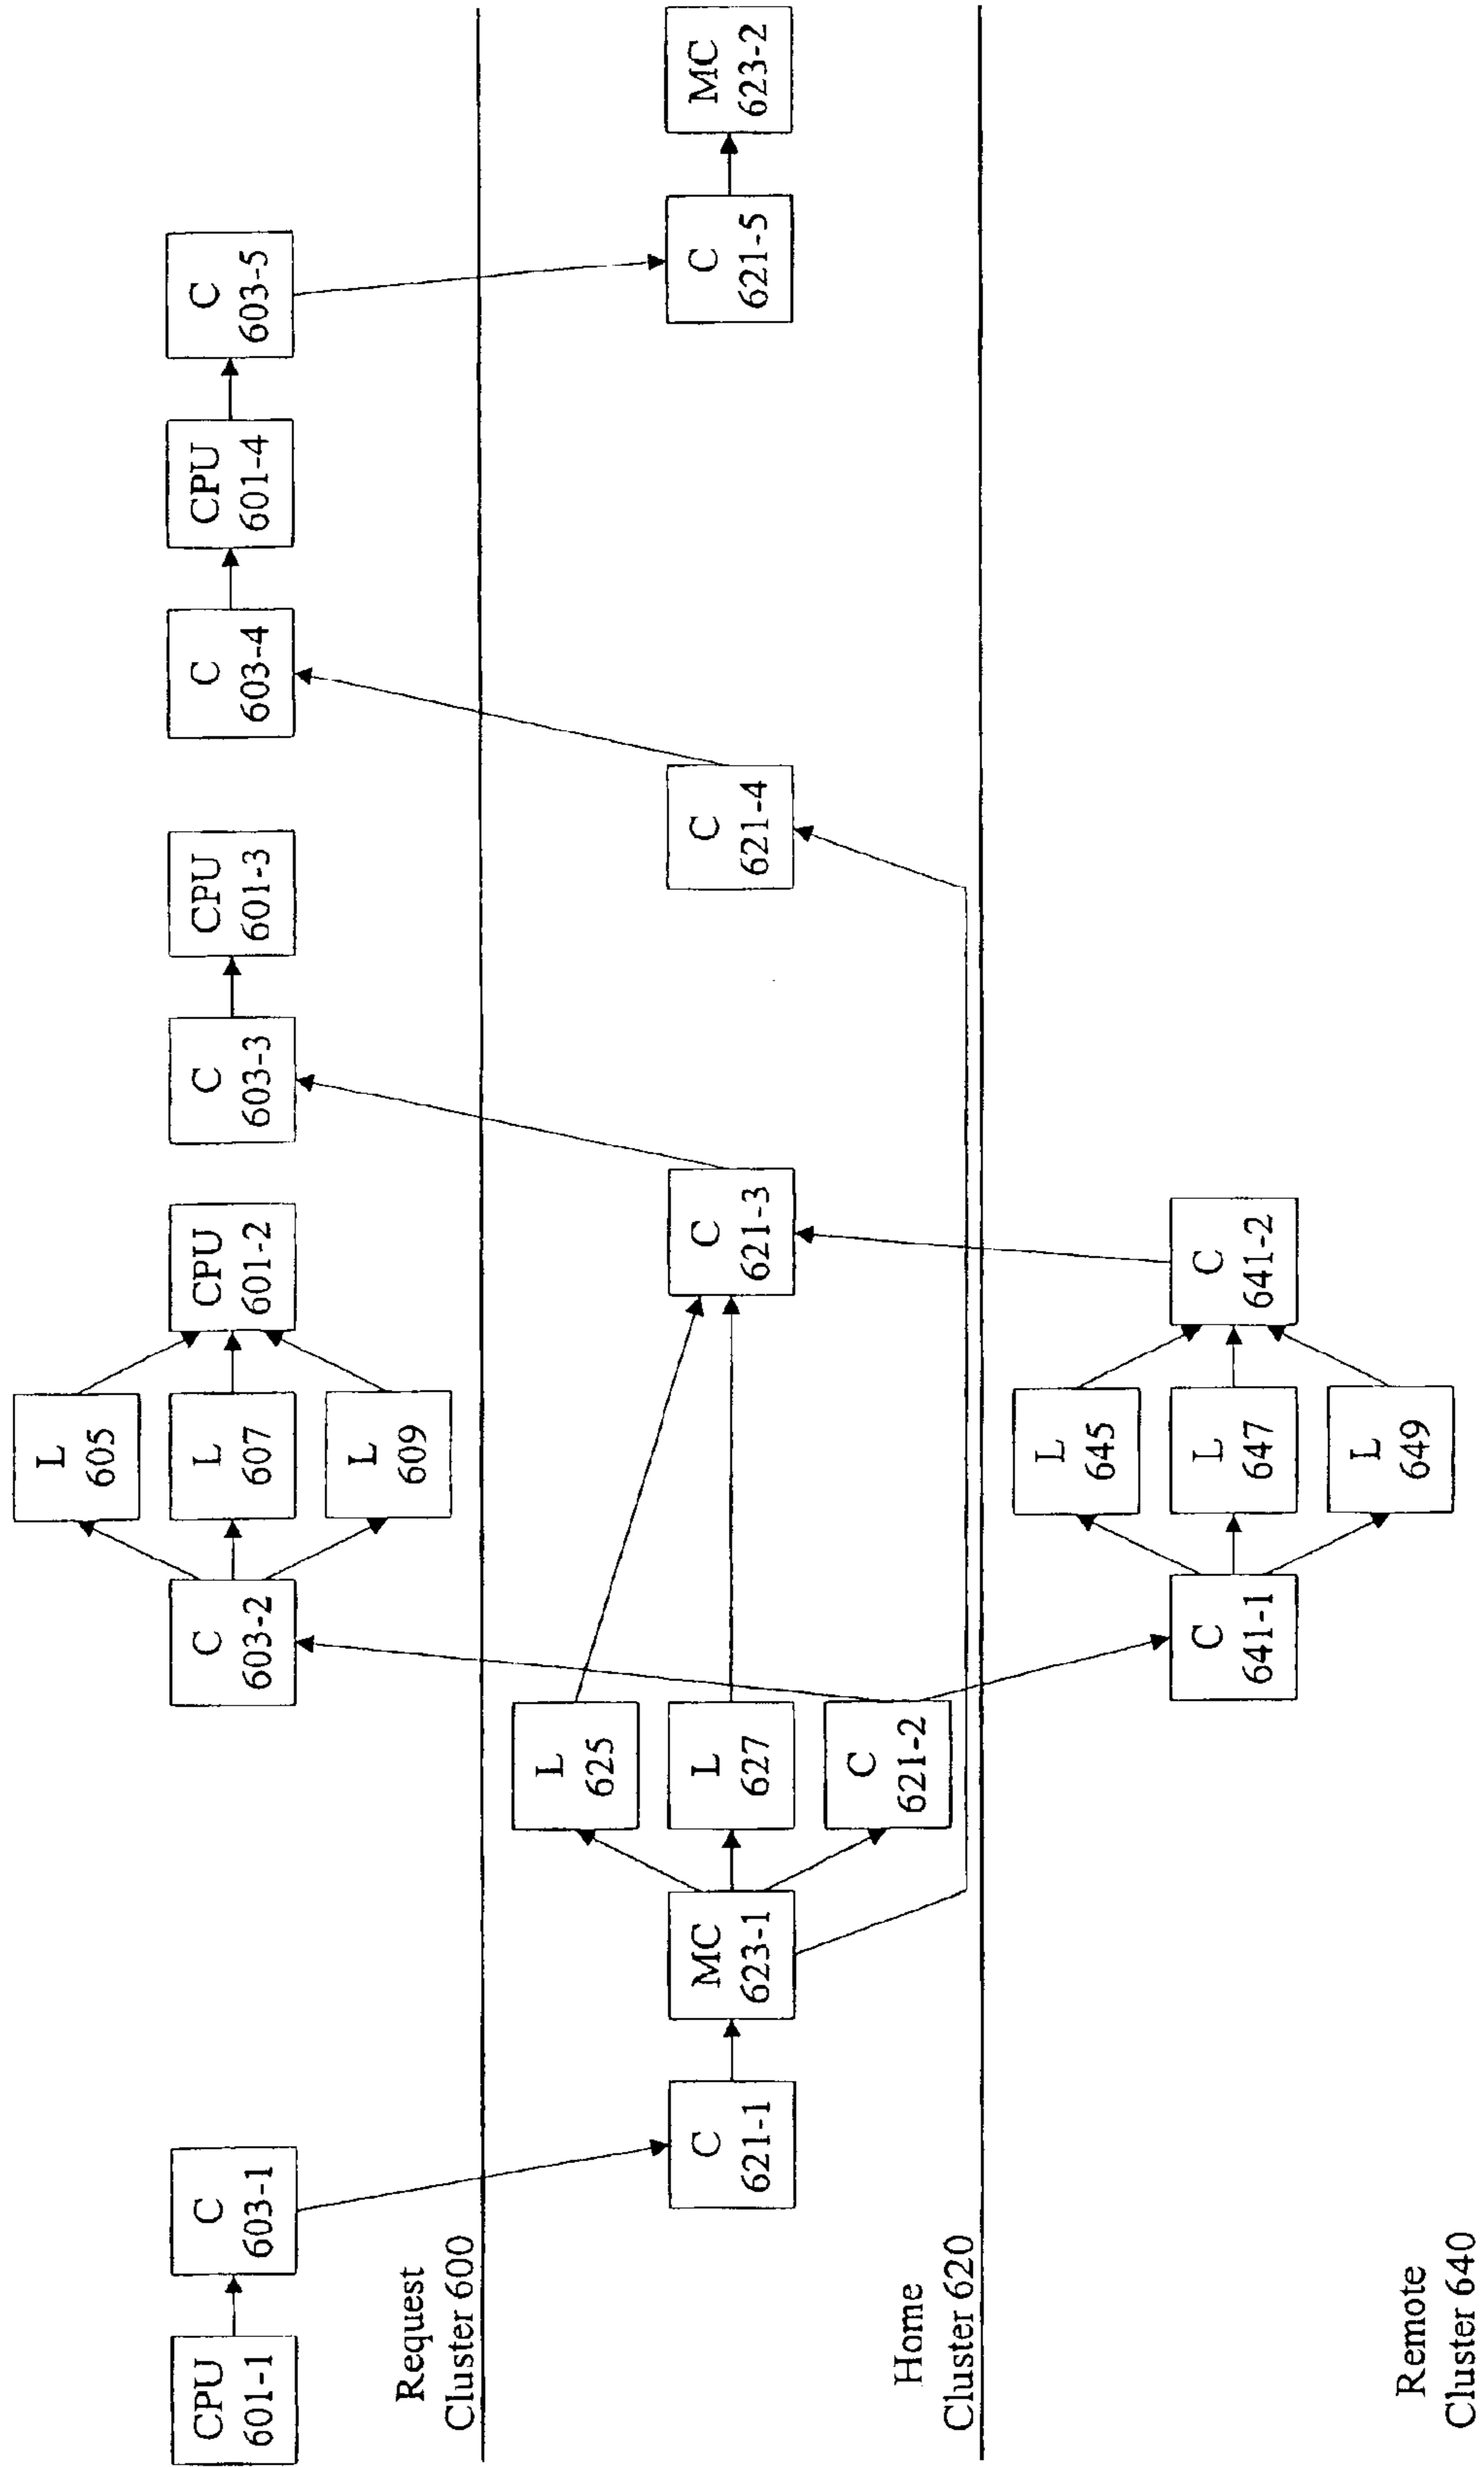 CPU
601-1
C
603-1
C
603-2
L
605
L
607
L
609
CPU
601-2
C
603-3
CPU
601-3
C
603-4
CPU
601-4
C
603-5
Request
Cluster 600
C
621-1
MC
623-1
L
625
L
627
C
621-2
C
621-3
C
621-4
C
621-5
MC
623-2
Home
Cluster 620
C
641-1
L
645
L
647
L
649
C
641-2
Remote
Cluster 640